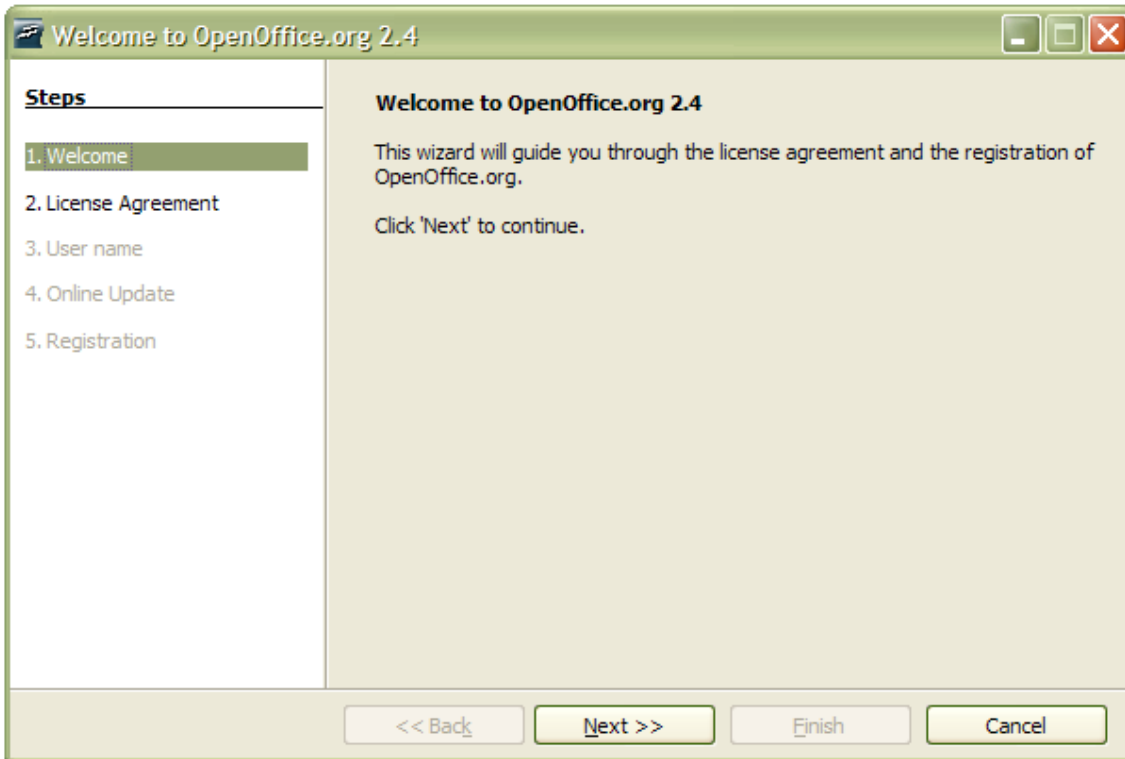 Welcome to OpenOffice.org 2.4
Steps
1. Welcome
2. License Agreement
3. User name
4. Online Update
5. Registration
Welcome to OpenOffice.org 2.4
This wizard will guide you through the license agreement and the registration of
OpenOffice.org.
Click 'Next' to continue.
<< Back
Next >>
Finish
Cancel